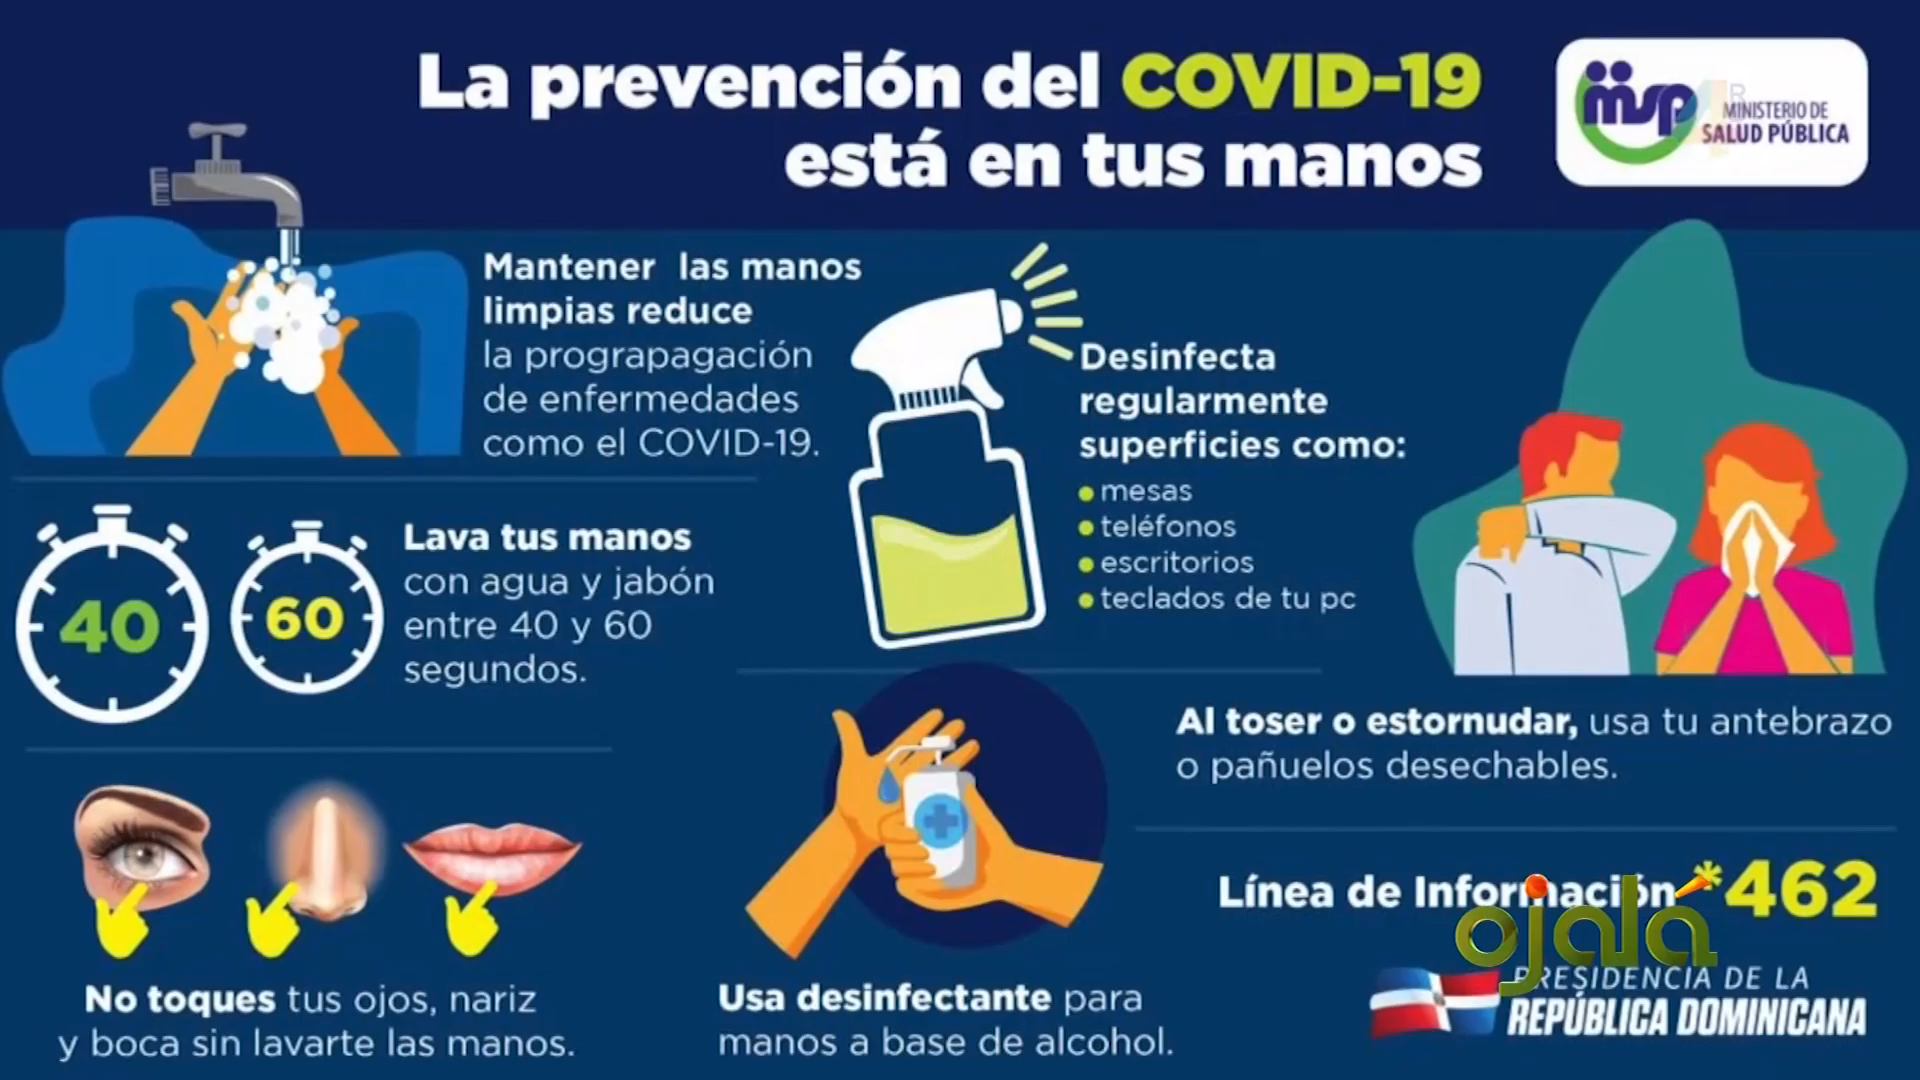 La prevención del COVID-19
está en tus manos
msp
MINISTERIO DE
SALUD PÚBLICA
Mantener las manos
limpias reduce
la prograpagación
de enfermedades
como el COVID-19.
Desinfecta
regularmente
superficies como:
mesas
teléfonos
escritorios
teclados de tu pc
40
60
Lava tus manos
con agua y jabón
entre 40 y 60
segundos.
Al toser o estornudar, usa tu antebrazo
o pañuelos desechables.
No toques tus ojos, nariz
y boca sin lavarte las manos.
Usa desinfectante para
manos a base de alcohol.
Línea de Información *462
ojalá
PRESIDENCIA DE LA
REPÚBLICA DOMINICANA